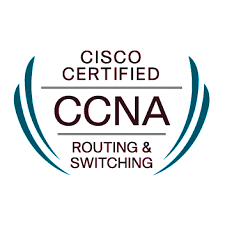 CISCO
CERTIFIED
CCNA
ROUTING &
SWITCHING